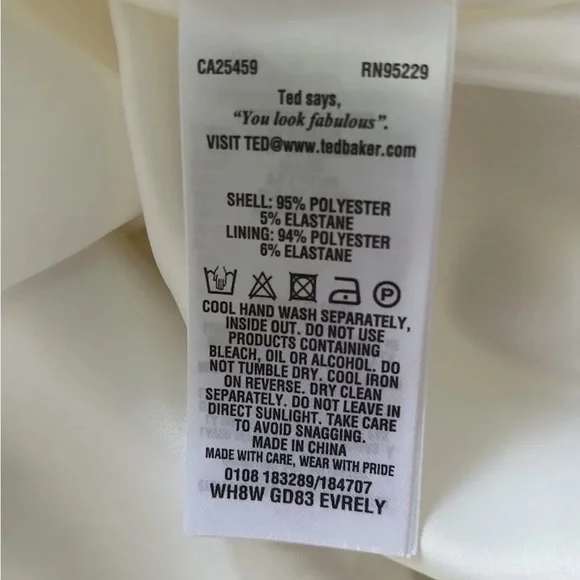 CA25459 RN95229
Ted says,
"You look fabulous".
VISIT TED@www.tedbaker.com
SHELL: 95% POLYESTER
5% ELASTANE
LINING: 94% POLYESTER
6% ELASTANE
P
COOL HAND WASH SEPARATELY,
INSIDE OUT. DO NOT USE
PRODUCTS CONTAINING
BLEACH, OIL OR ALCOHOL. DO
NOT TUMBLE DRY. COOL IRON
ON REVERSE. DRY CLEAN
SEPARATELY. DO NOT LEAVE IN
DIRECT SUNLIGHT. TAKE CARE
TO AVOID SNAGGING.
MADE IN CHINA
MADE WITH CARE, WEAR WITH PRIDE
0108 183289/184707
WH8W GD83 EVRELY